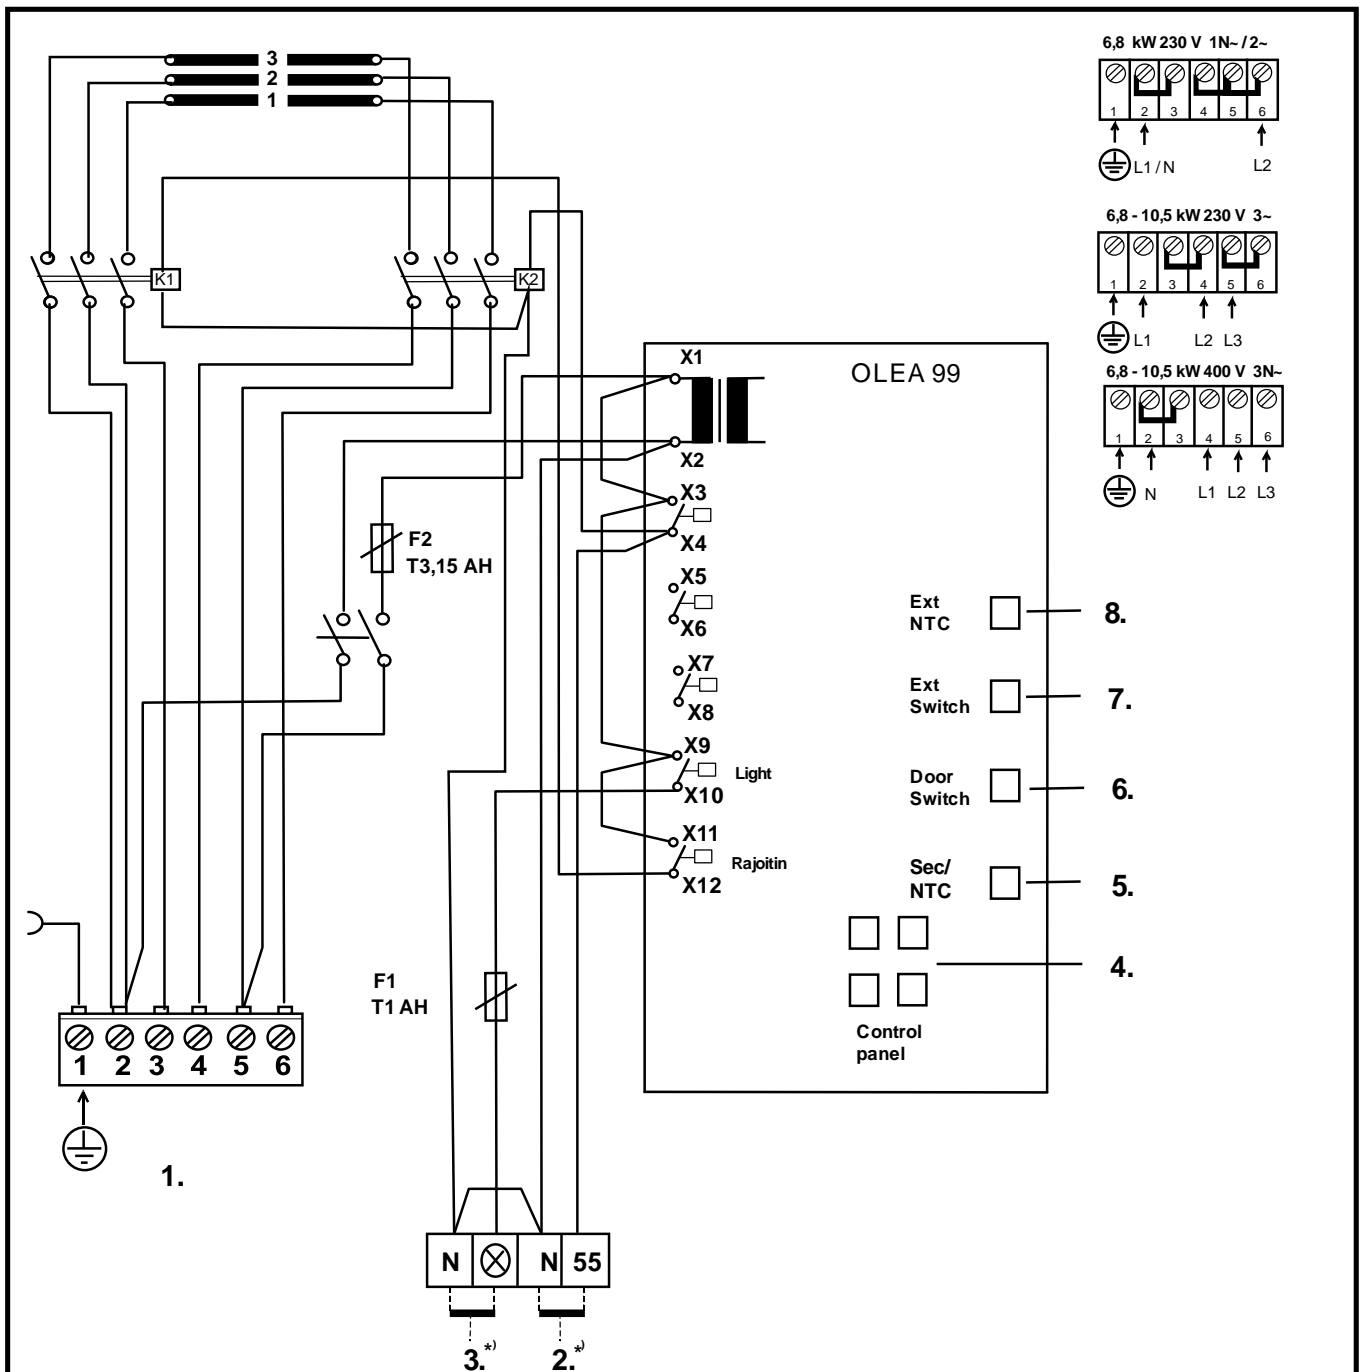 3
2
1
K1
K2
6,8 kW 230 V 1N~ / 2~
1 2 3 4 5 6
L1 / N L2
6,8 - 10,5 kW 230 V 3~
1 2 3 4 5 6
L1 L2 L3
6,8 - 10,5 kW 400 V 3N~
1 2 3 4 5 6
N L1 L2 L3
OLEA 99
X1
X2
X3
X4
X5
X6
X7
X8
X9
Light
X10
X11
Rajoitin
X12
F2
T3,15 AH
Ext
NTC
8.
Ext
Switch
7.
Door
Switch
6.
Sec/
NTC
5.
4.
Control
panel
F1
T1 AH
1 2 3 4 5 6
1.
N N 55
3.*) 2.*)